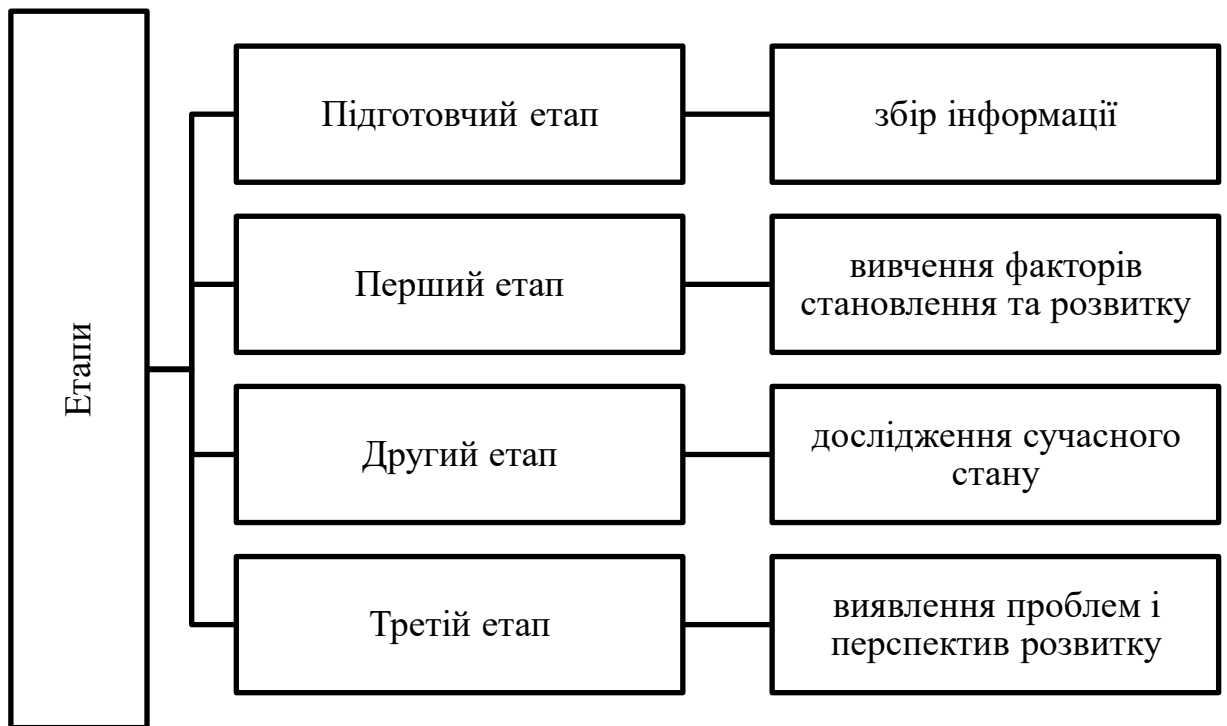 Етапи
Підготовчий етап
збір інформації
Перший етап
вивчення факторів
становлення та розвитку
Другий етап
дослідження сучасного
стану
Третій етап
виявлення проблем і
перспектив розвитку